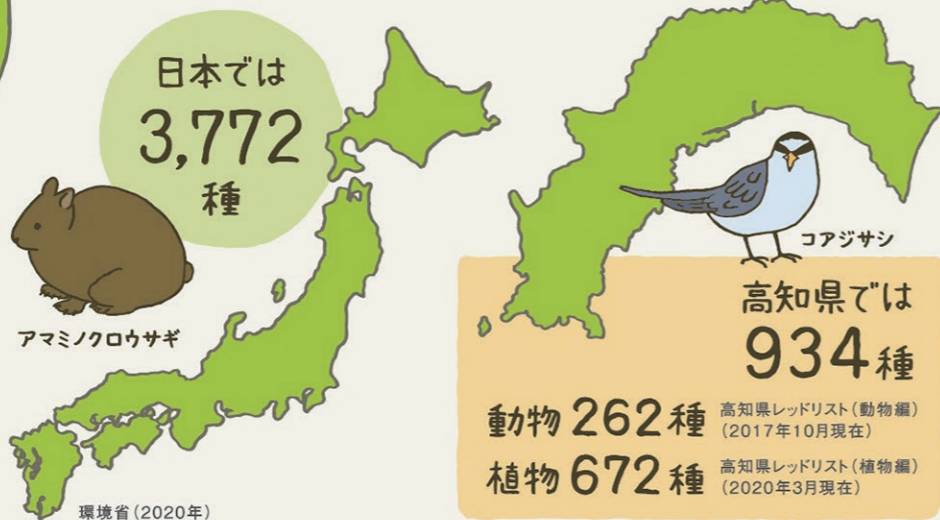 日本では
3,772
種
アマミノクロウサギ
環境省(2020年)
コアジサシ
高知県では
934種
動物262種 高知県レッドリスト(動物編)
(2017年10月現在)
植物672種 高知県レッドリスト(植物編)
(2020年3月現在)